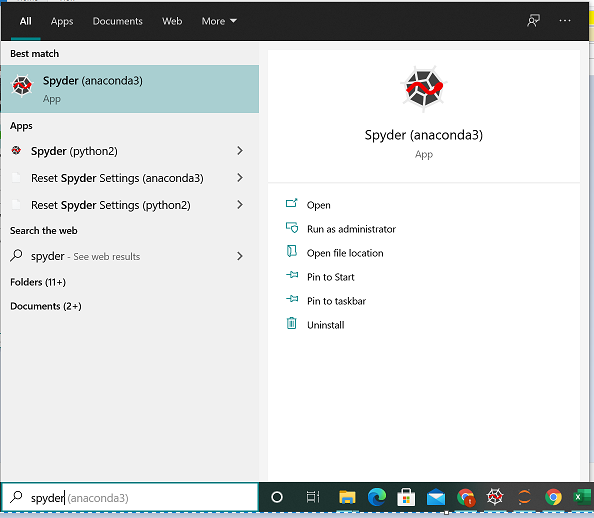 All Apps Documents Web More
Best match
Spyder (anaconda3)
App
Apps
Spyder (python2)
Reset Spyder Settings (anaconda3)
Reset Spyder Settings (python2)
Search the web
spyder - See web results
Folders (11+)
Documents (2+)
Spyder (anaconda3)
App
Open
Run as administrator
Open file location
Pin to Start
Pin to taskbar
Uninstall
spyder (anaconda3)